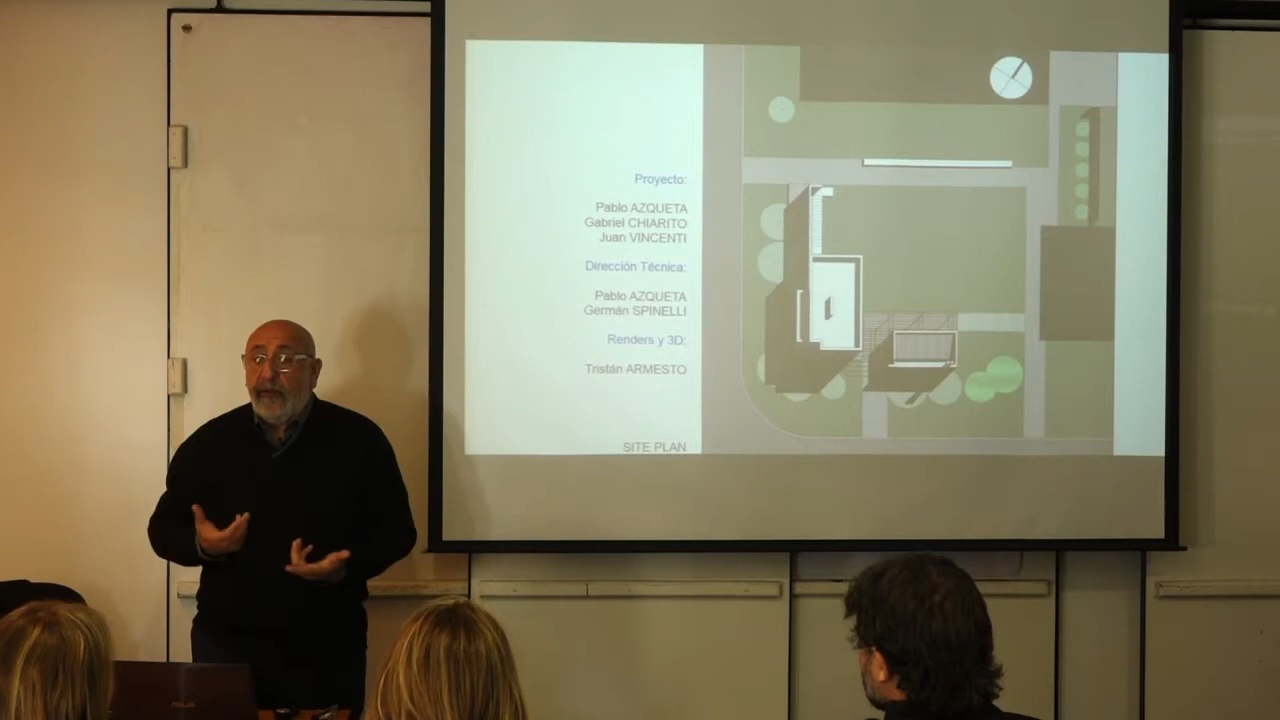 Proyecto:
Pablo AZQUETA
Gabriel CHIARITO
Juan VINCENTI
Dirección Técnica:
Pablo AZQUETA
Germán SPINELLI
Renders y 3D:
Tristán ARMESTO
SITE PLAN
ASUS